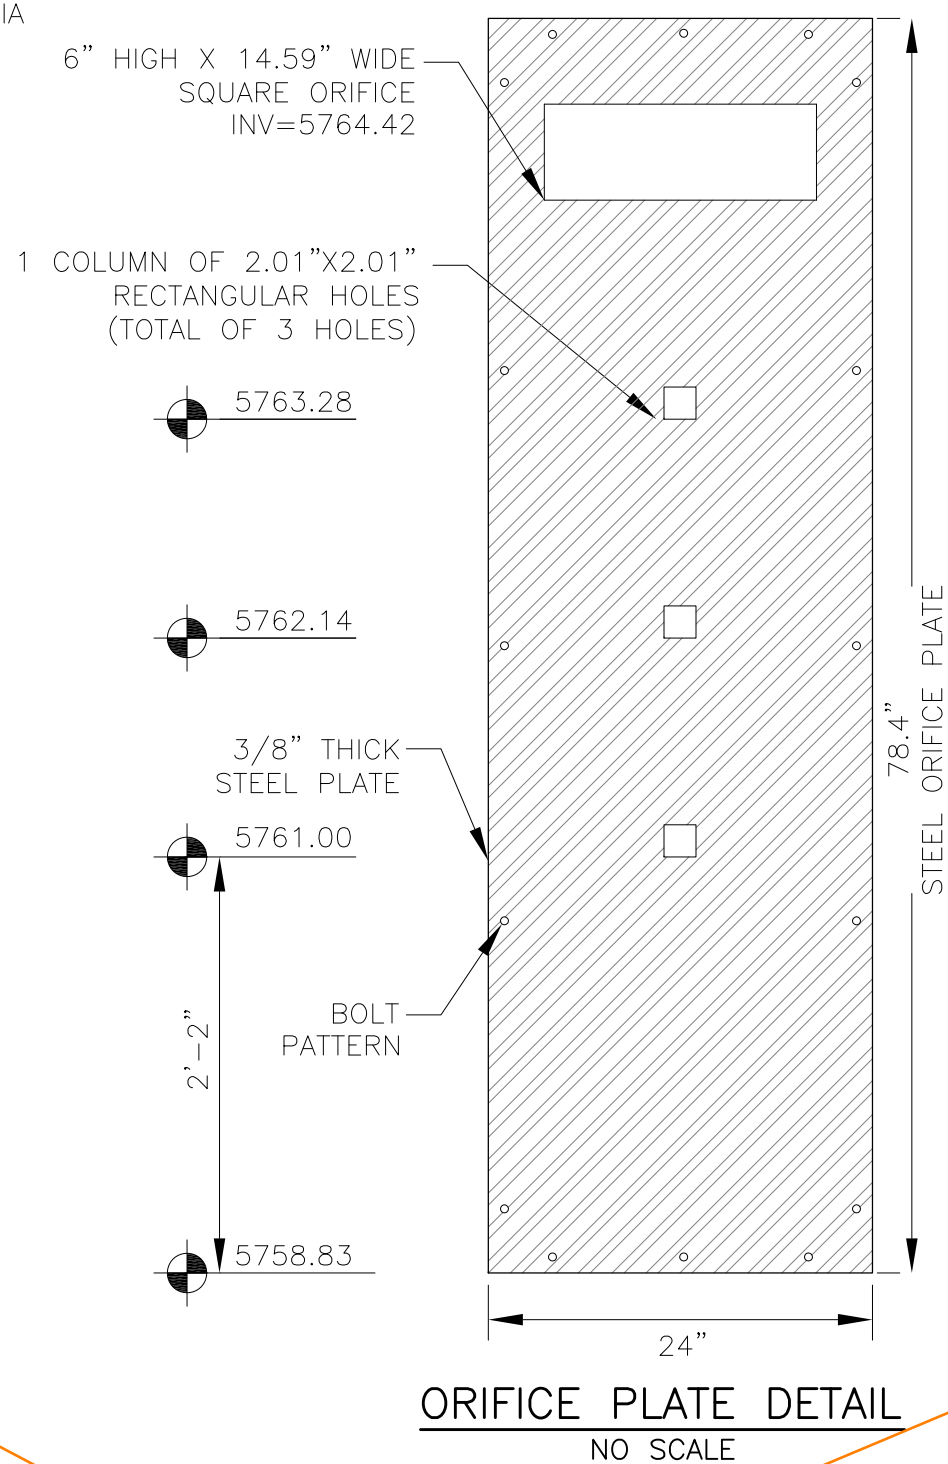 IA
6” HIGH X 14.59” WIDE
SQUARE ORIFICE
INV=5764.42
1 COLUMN OF 2.01”X2.01”
RECTANGULAR HOLES
(TOTAL OF 3 HOLES)
5763.28
5762.14
3/8” THICK
STEEL PLATE
5761.00
BOLT
PATTERN
2’-2”
5758.83
78.4”
STEEL ORIFICE PLATE
24”
ORIFICE PLATE DETAIL
NO SCALE